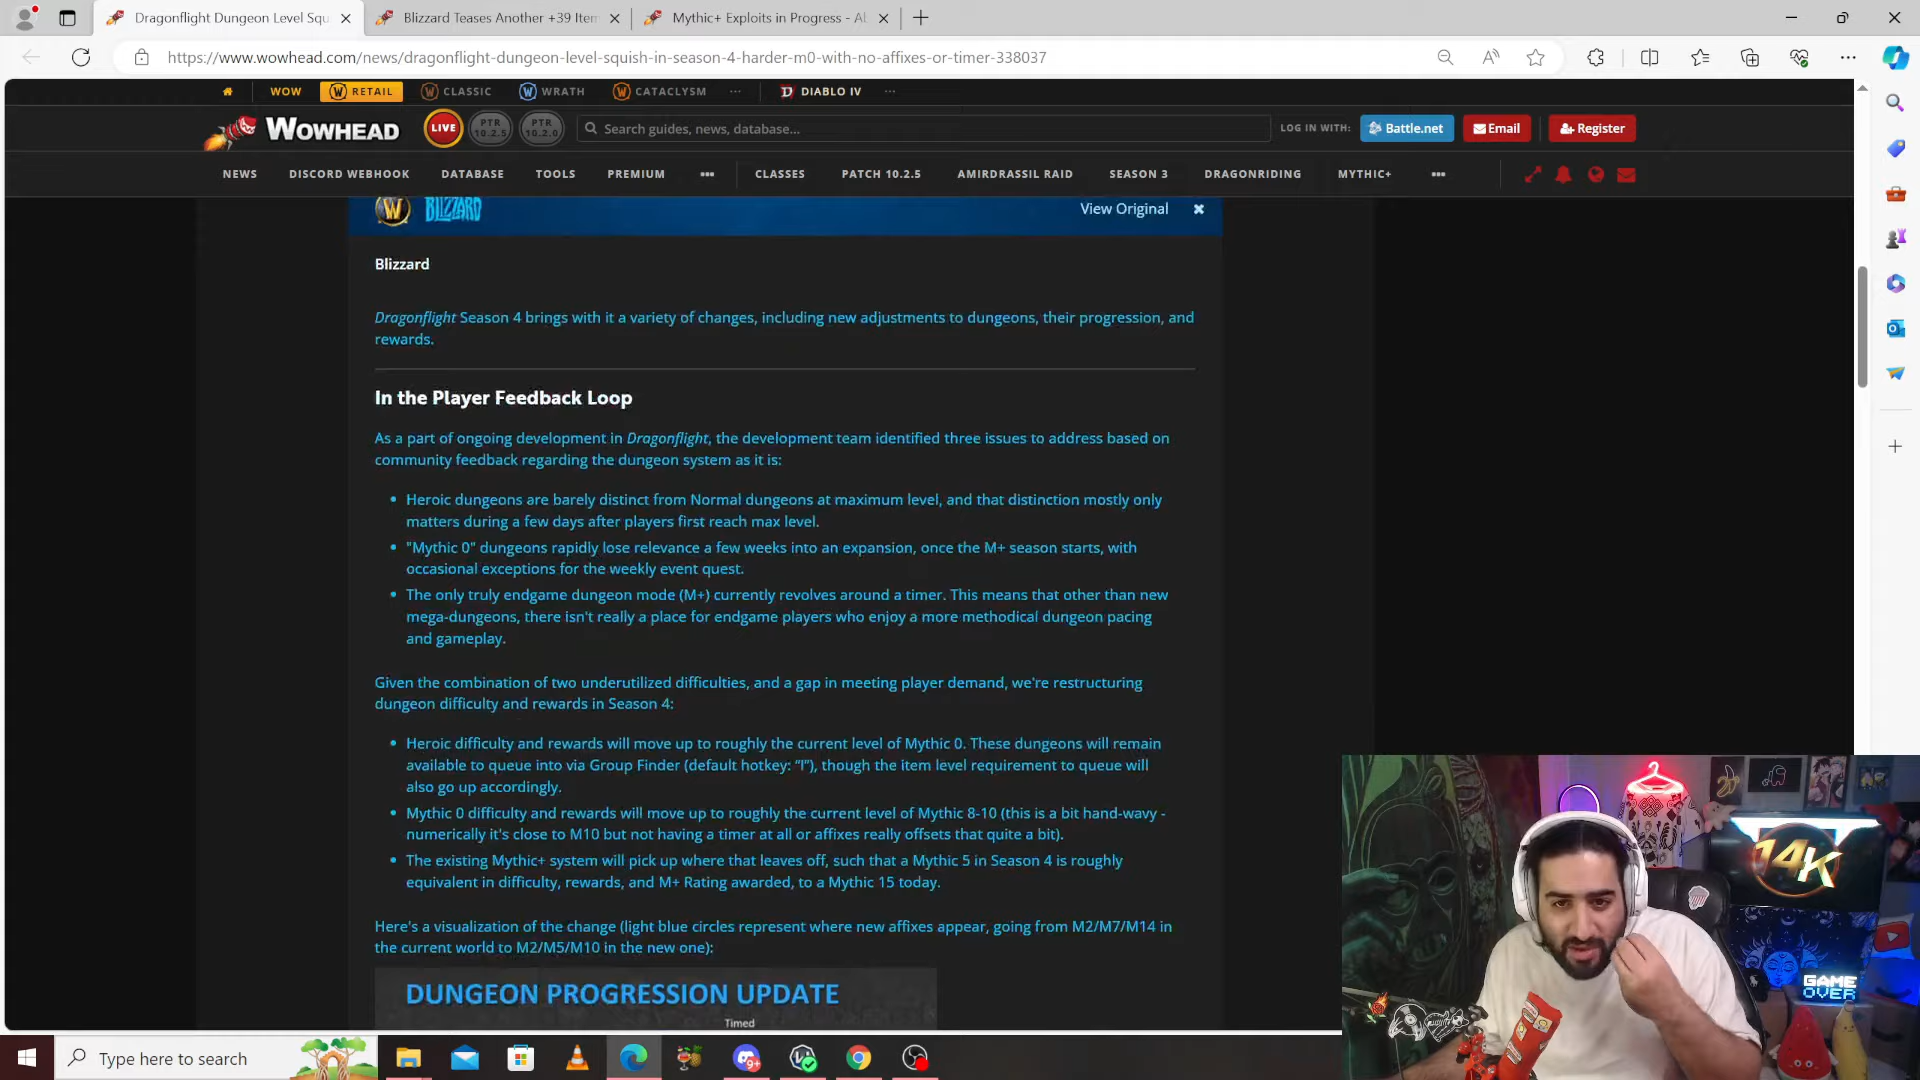 Dragonflight Dungeon Level Squ
Blizzard Teases Another +39 Item
Mythic+ Exploits in Progress - Al
https://www.wowhead.com/news/dragonflight-dungeon-level-squish-in-season-4-harder-m0-with-no-affixes-or-timer-338037
WOW RETAIL CLASSIC WRATH CATACLYSM ... DIABLO IV ...
WOWHEAD LIVE PTR 10.2.5 PTR 10.2.0 Search guides, news, database... LOG IN WITH: Battle.net Email Register
NEWS DISCORD WEBHOOK DATABASE TOOLS PREMIUM ... CLASSES PATCH 10.2.5 AMIRDRASSIL RAID SEASON 3 DRAGONRIDING MYTHIC+ ...
W BLIZZARD View Original
Blizzard
Dragonflight Season 4 brings with it a variety of changes, including new adjustments to dungeons, their progression, and
rewards.
In the Player Feedback Loop
As a part of ongoing development in Dragonflight, the development team identified three issues to address based on
community feedback regarding the dungeon system as it is:
• Heroic dungeons are barely distinct from Normal dungeons at maximum level, and that distinction mostly only
matters during a few days after players first reach max level.
• "Mythic 0" dungeons rapidly lose relevance a few weeks into an expansion, once the M+ season starts, with
occasional exceptions for the weekly event quest.
• The only truly endgame dungeon mode (M+) currently revolves around a timer. This means that other than new
mega-dungeons, there isn't really a place for endgame players who enjoy a more methodical dungeon pacing
and gameplay.
Given the combination of two underutilized difficulties, and a gap in meeting player demand, we're restructuring
dungeon difficulty and rewards in Season 4:
• Heroic difficulty and rewards will move up to roughly the current level of Mythic 0. These dungeons will remain
available to queue into via Group Finder (default hotkey: “I”), though the item level requirement to queue will
also go up accordingly.
• Mythic 0 difficulty and rewards will move up to roughly the current level of Mythic 8-10 (this is a bit hand-wavy -
numerically it's close to M10 but not having a timer at all or affixes really offsets that quite a bit).
• The existing Mythic+ system will pick up where that leaves off, such that a Mythic 5 in Season 4 is roughly
equivalent in difficulty, rewards, and M+ Rating awarded, to a Mythic 15 today.
Here's a visualization of the change (light blue circles represent where new affixes appear, going from M2/M7/M14 in
the current world to M2/M5/M10 in the new one):
DUNGEON PROGRESSION UPDATE
Timed
14K
GAME
OVER
Type here to search
9+